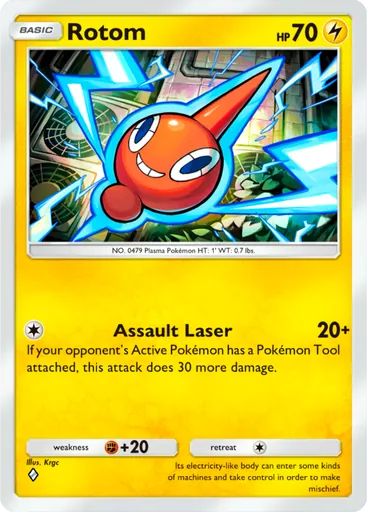 BASIC Rotom HP 70
NO. 0479 Plasma Pokémon HT: 1' WT: 0.7 lbs.
Assault Laser 20+
If your opponent's Active Pokémon has a Pokémon Tool
attached, this attack does 30 more damage.
weakness +20 retreat
Illus. Krgc
Its electricity-like body can enter some kinds
of machines and take control in order to make
mischief.